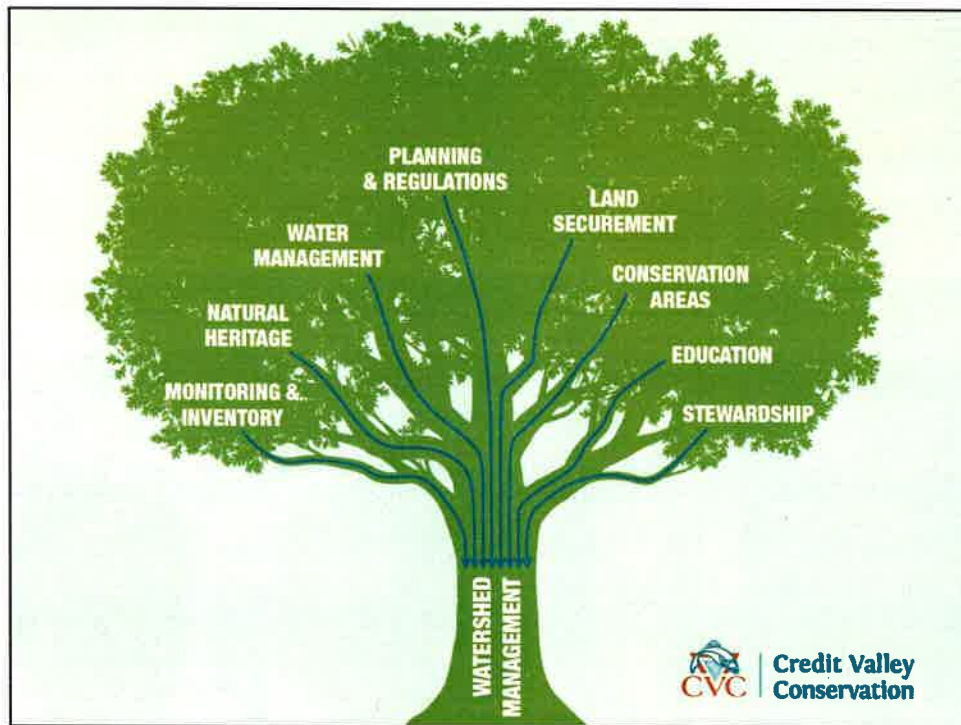 PLANNING
& REGULATIONS
LAND
SECUREMENT
WATER
MANAGEMENT
CONSERVATION
AREAS
NATURAL
HERITAGE
EDUCATION
MONITORING &
INVENTORY
STEWARDSHIP
WATERSHED
MANAGEMENT
CVC
Credit Valley
Conservation